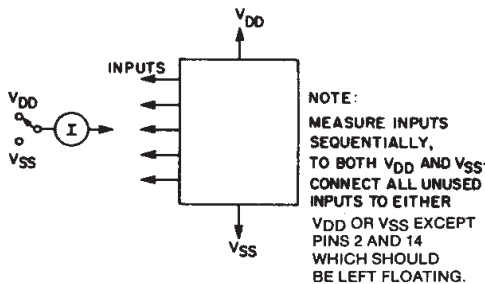 VDD
INPUTS
VDD
I
VSS
VSS
NOTE:
MEASURE INPUTS
SEQUENTIALLY,
TO BOTH VDD AND VSS.
CONNECT ALL UNUSED
INPUTS TO EITHER
VDD OR VSS EXCEPT
PINS 2 AND 14
WHICH SHOULD
BE LEFT FLOATING.